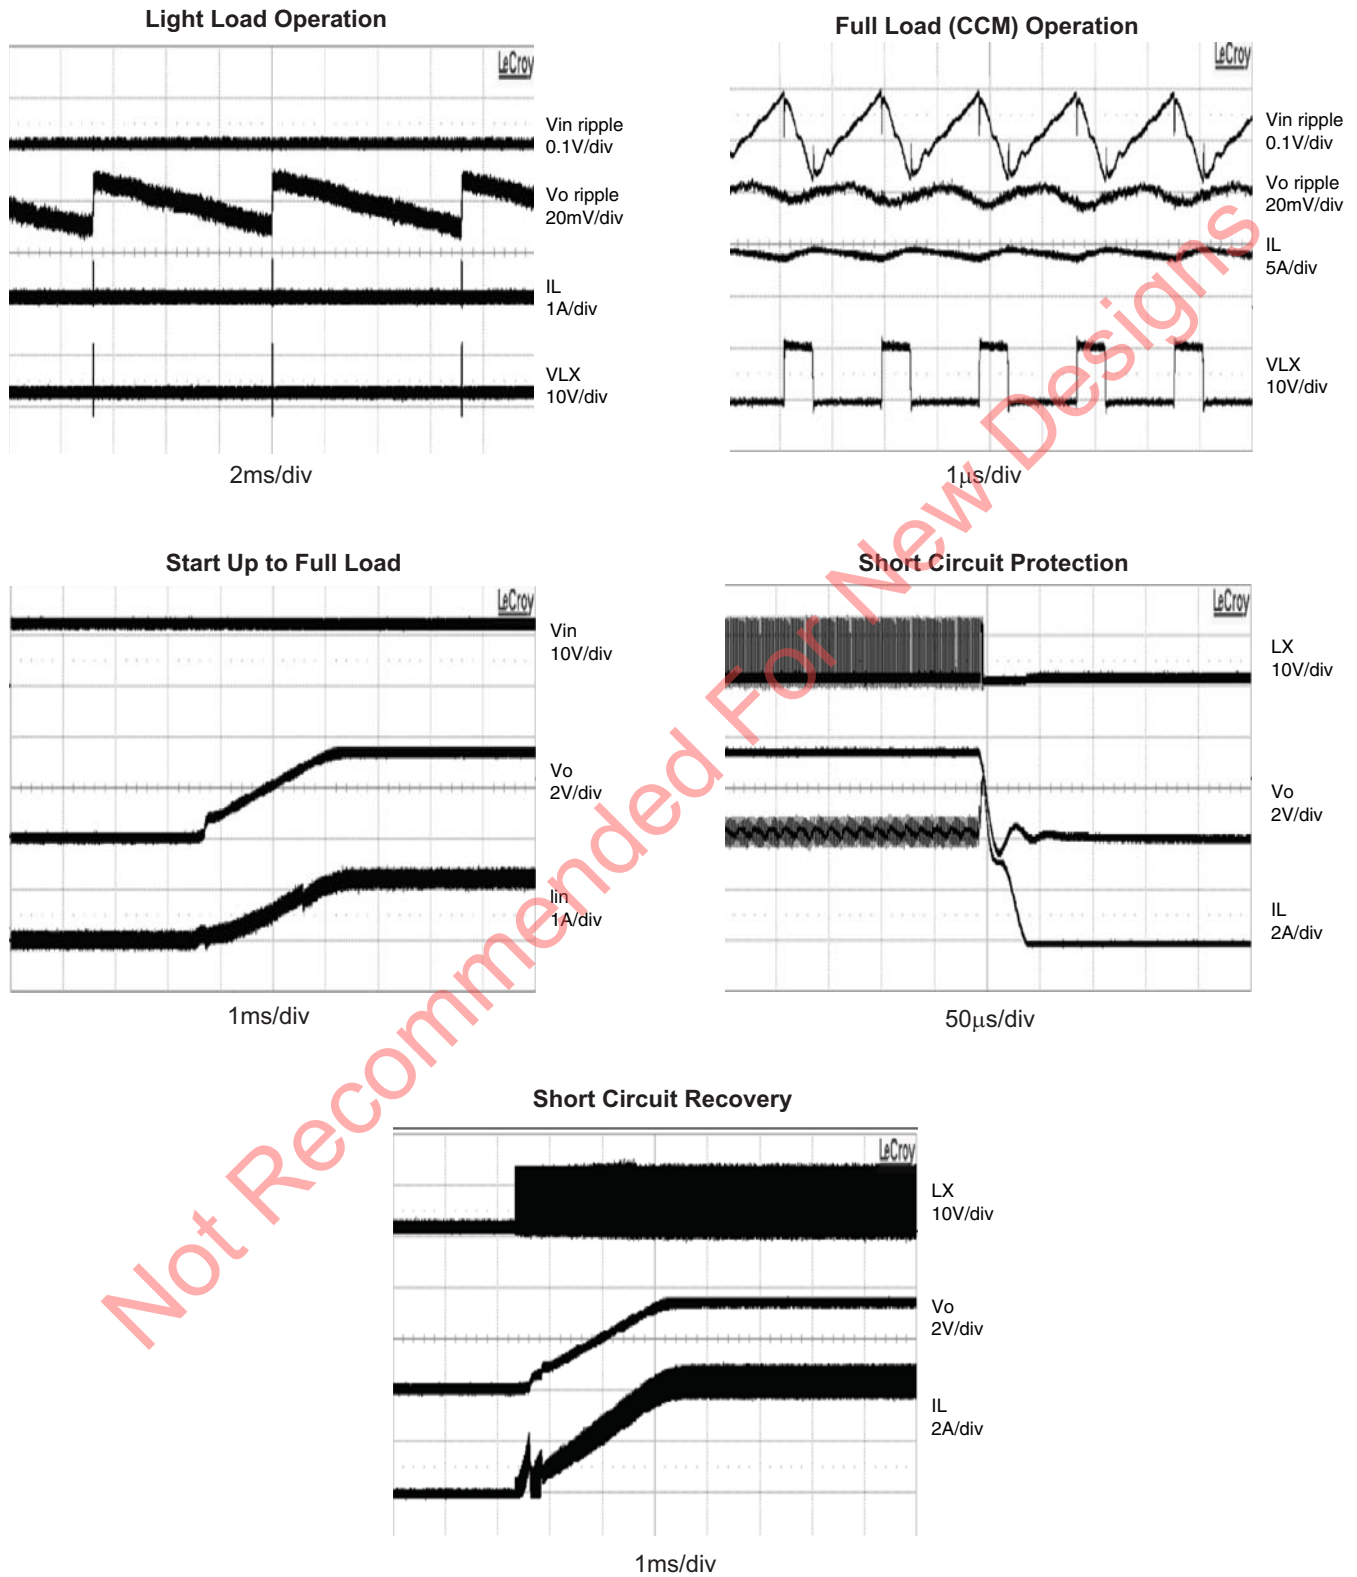 Light Load Operation
LeCroy
Vin ripple
0.1V/div
Vo ripple
20mV/div
IL
1A/div
VLX
10V/div
2ms/div
Full Load (CCM) Operation
LeCroy
Vin ripple
0.1V/div
Vo ripple
20mV/div
IL
5A/div
VLX
10V/div
1μs/div
Start Up to Full Load
LeCroy
Vin
10V/div
Vo
2V/div
Iin
1A/div
1ms/div
Short Circuit Protection
LeCroy
LX
10V/div
Vo
2V/div
IL
2A/div
50μs/div
Short Circuit Recovery
LeCroy
LX
10V/div
Vo
2V/div
IL
2A/div
1ms/div
Not Recommended For New Designs